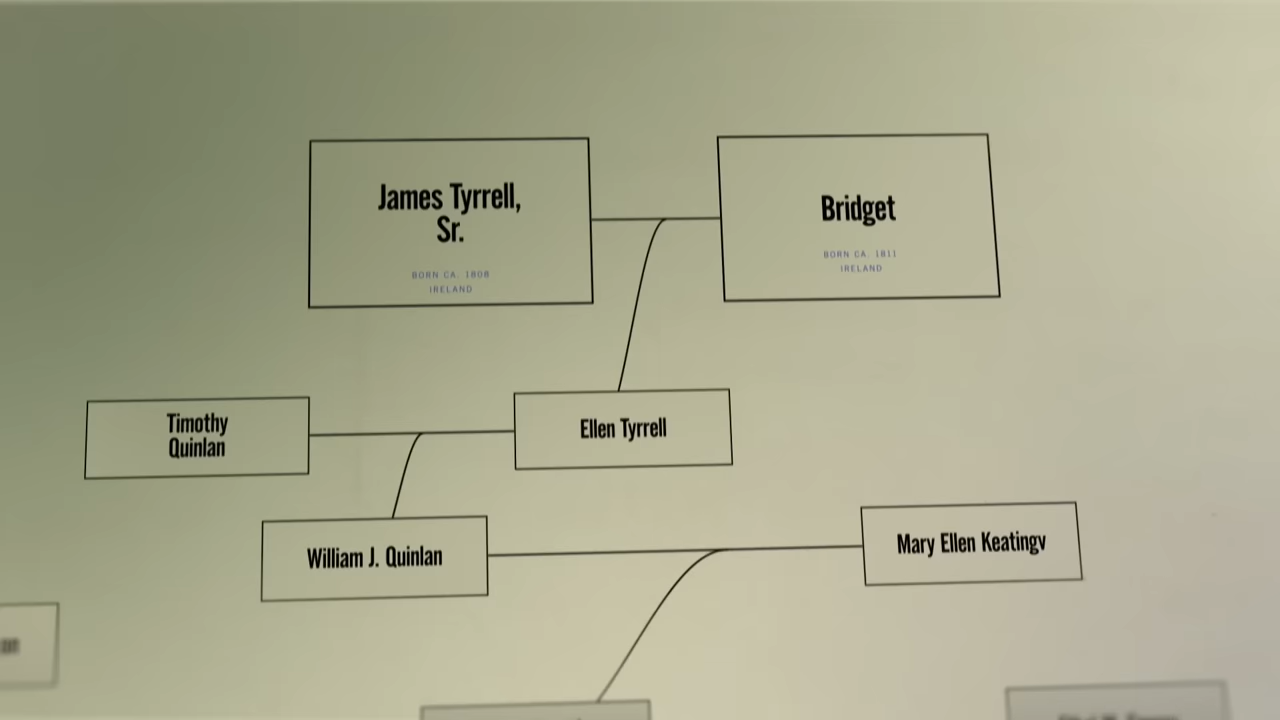 James Tyrrell,
Sr.
BORN CA. 1808
IRELAND
Bridget
BORN CA. 1811
IRELAND
Timothy
Quinlan
Ellen Tyrrell
William J. Quinlan
Mary Ellen Keatingv